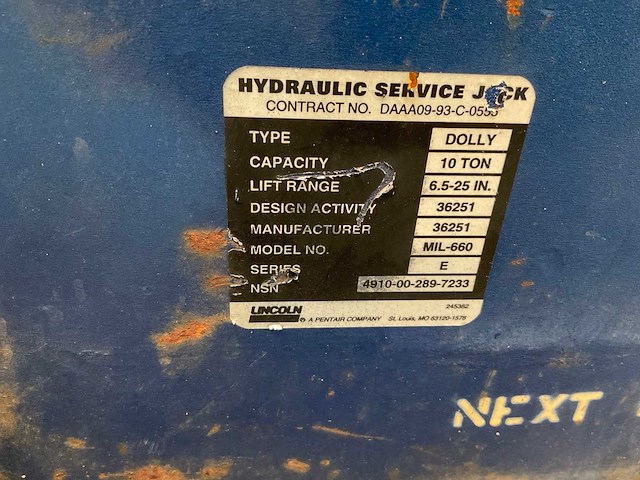 HYDRAULIC SERVICE JACK
CONTRACT NO. DAAA09-93-C-0555
TYPE DOLLY
CAPACITY 10 TON
LIFT RANGE 6.5-25 IN.
DESIGN ACTIVITY 36251
MANUFACTURER 36251
MODEL NO. MIL-660
SERIES E
NSN 4910-00-289-7233
LINCOLN 245362
® A PENTAIR COMPANY St. Louis, MO 63120-1578
NEXT